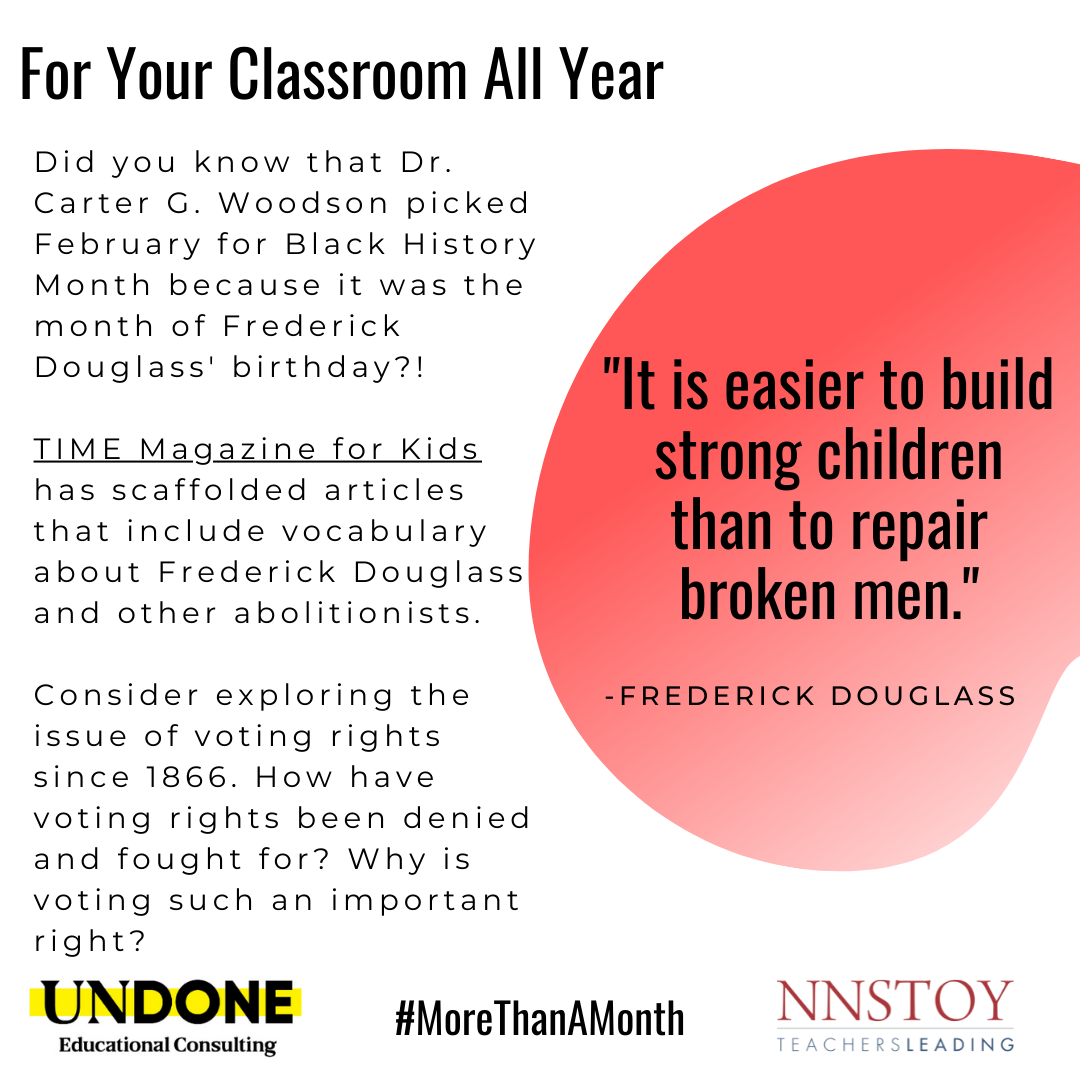 For Your Classroom All Year
Did you know that Dr.
Carter G. Woodson picked
February for Black History
Month because it was the
month of Frederick
Douglass' birthday?!
TIME Magazine for Kids
has scaffolded articles
that include vocabulary
about Frederick Douglass
and other abolitionists.
Consider exploring the
issue of voting rights
since 1866. How have
voting rights been denied
and fought for? Why is
voting such an important
right?
"It is easier to build
strong children
than to repair
broken men."
-FREDERICK DOUGLASS
UNDONE
Educational Consulting
#MoreThanAMonth
NNSTOY
TEACHERSLEADING